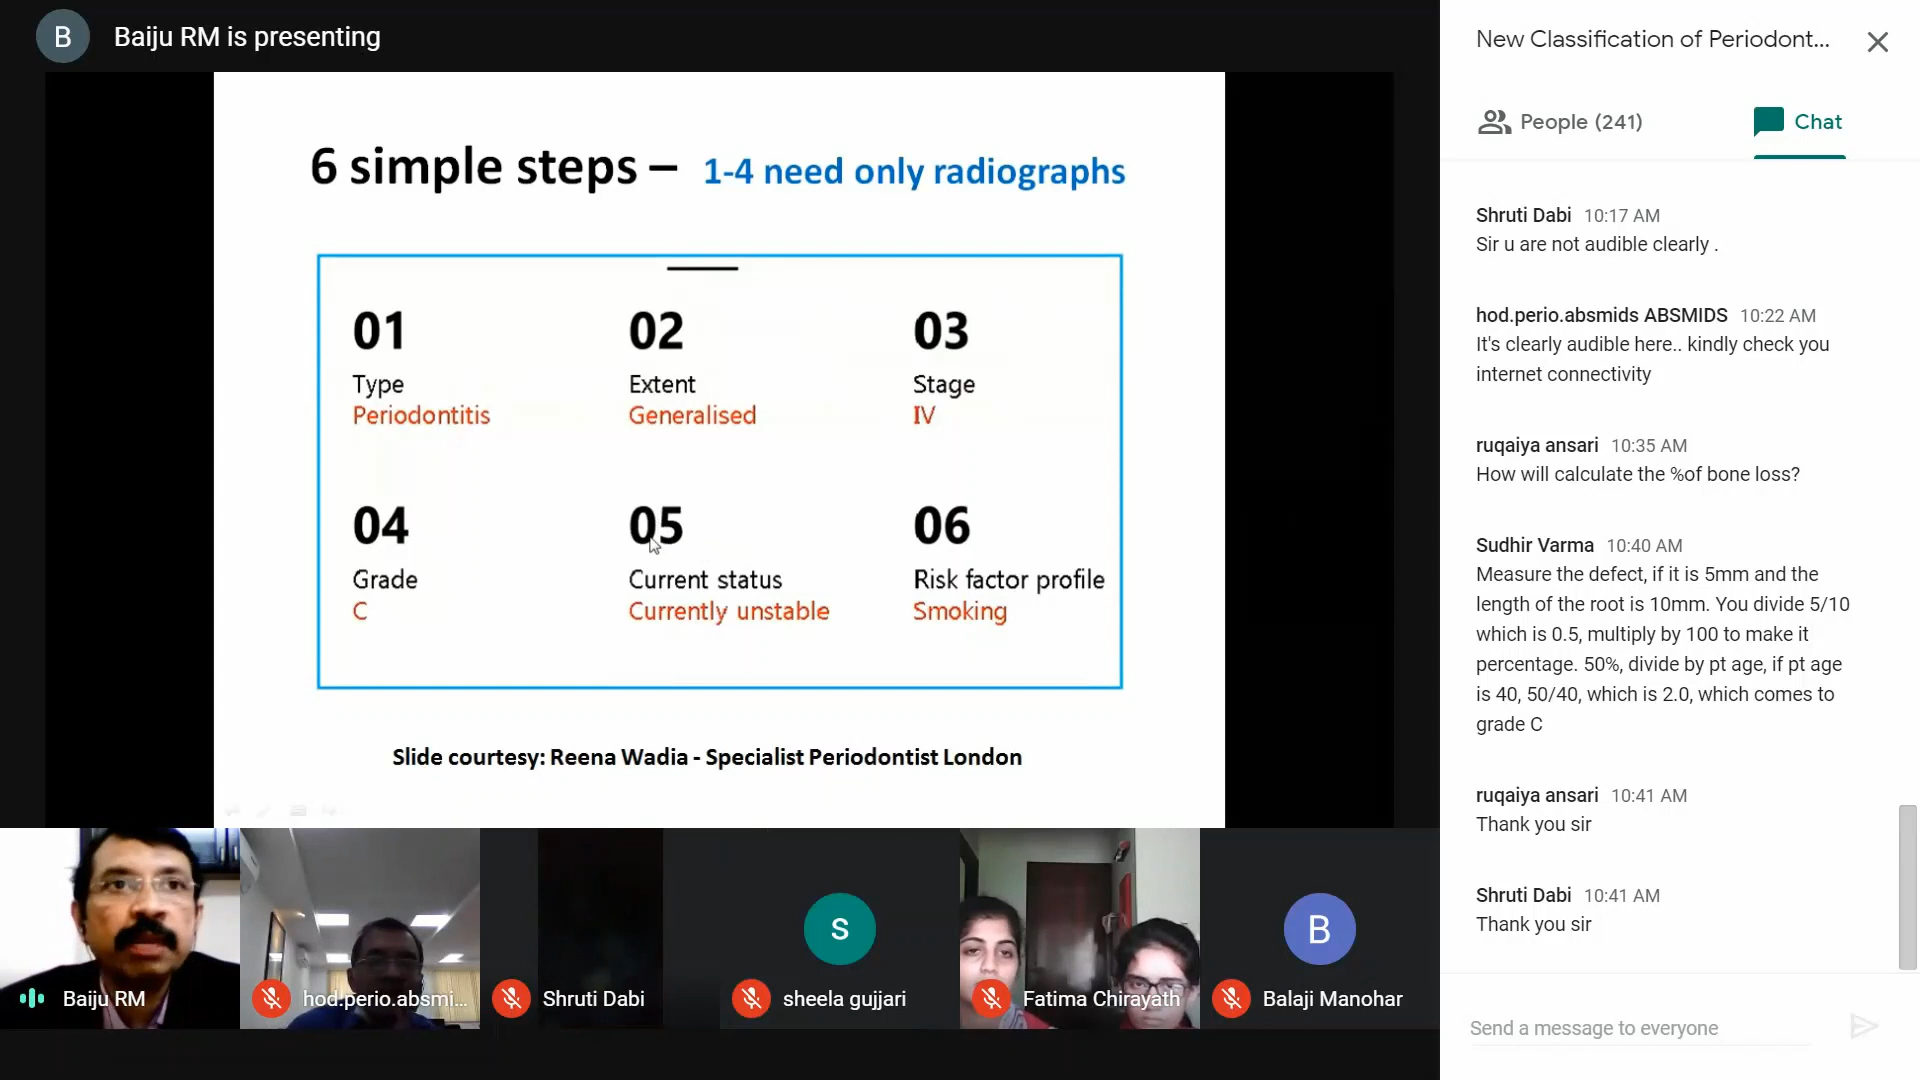 B
Baiju RM is presenting
6 simple steps – 1-4 need only radiographs
01
Type
Periodontitis
02
Extent
Generalised
03
Stage
IV
04
Grade
C
05
Current status
Currently unstable
06
Risk factor profile
Smoking
Slide courtesy: Reena Wadia - Specialist Periodontist London
Baiju RM
hod.perio.absmi...
Shruti Dabi
s
sheela gujjari
Fatima Chirayath
B
Balaji Manohar
New Classification of Periodont...
People (241)
Chat
Shruti Dabi 10:17 AM
Sir u are not audible clearly .
hod.perio.absmids ABSMIDS 10:22 AM
It's clearly audible here.. kindly check you
internet connectivity
ruqaiya ansari 10:35 AM
How will calculate the %of bone loss?
Sudhir Varma 10:40 AM
Measure the defect, if it is 5mm and the
length of the root is 10mm. You divide 5/10
which is 0.5, multiply by 100 to make it
percentage. 50%, divide by pt age, if pt age
is 40, 50/40, which is 2.0, which comes to
grade C
ruqaiya ansari 10:41 AM
Thank you sir
Shruti Dabi 10:41 AM
Thank you sir
Send a message to everyone